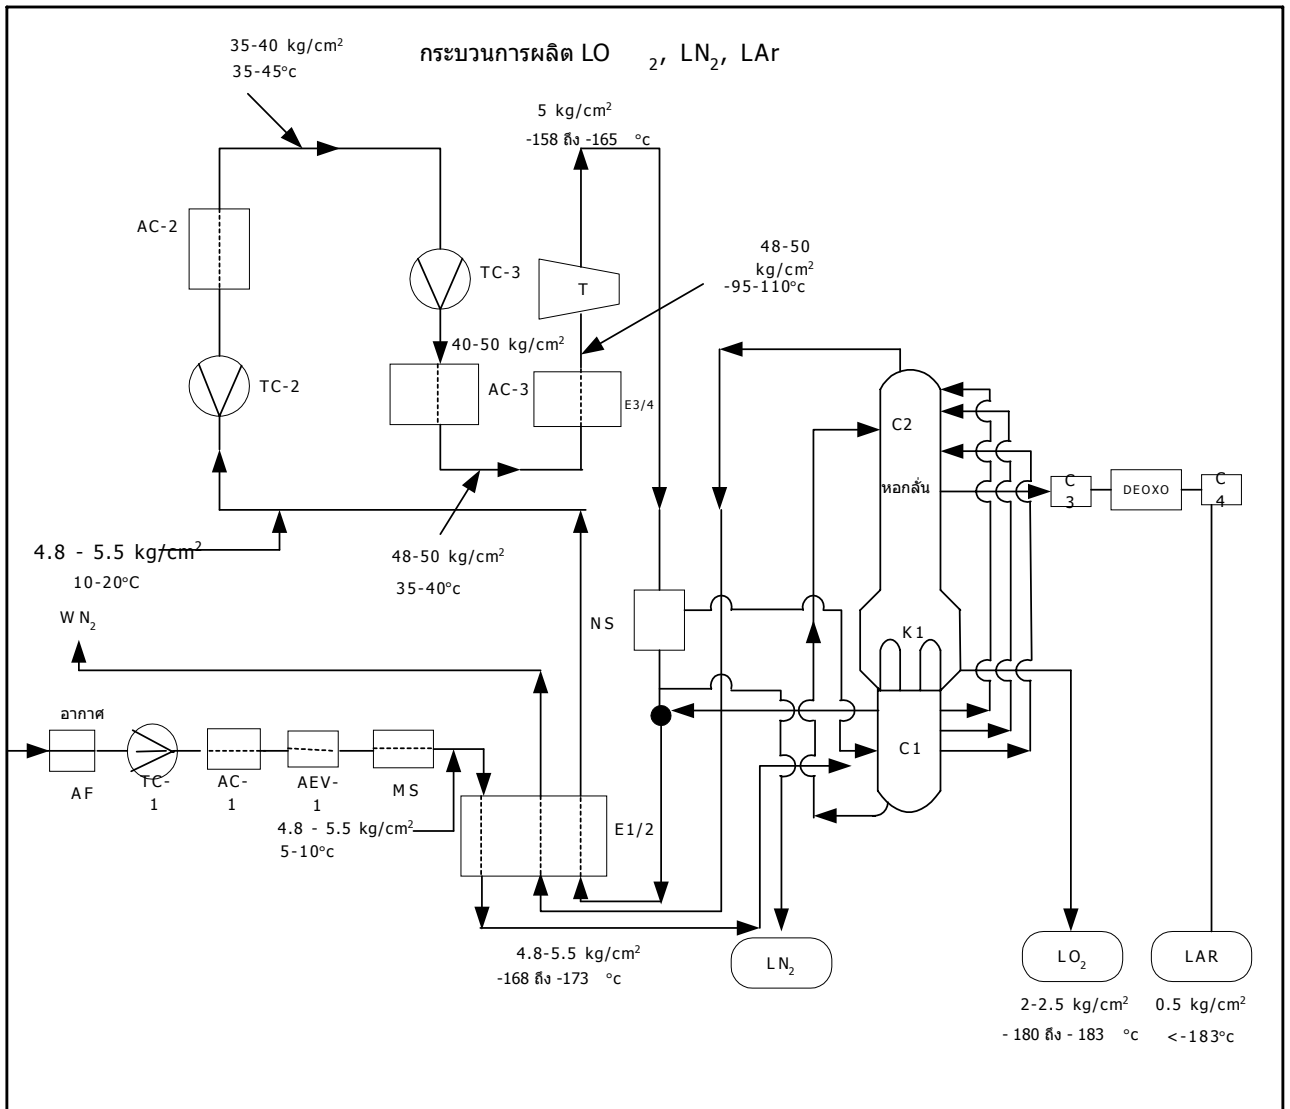 กระบวนการผลิต LO 2, LN2, LAr
35-40 kg/cm2
35-45°c
5 kg/cm2
-158 ถึง -165 °c
AC-2
TC-3
48-50
kg/cm2
-95-110°c
T
40-50 kg/cm2
TC-2
AC-3
E3/4
C2
หอกลั่น
C
3
DEOXO
C
4
4.8 - 5.5 kg/cm2
10-20°C
48-50 kg/cm2
35-40°c
WN2
NS
K1
อากาศ
C1
AF
TC-
1
AC-
1
AEV-
1
MS
4.8 - 5.5 kg/cm2
5-10°c
E1/2
4.8-5.5 kg/cm2
-168 ถึง -173 °c
LN2
LO2
LAR
2-2.5 kg/cm2
- 180 ถึง - 183 °c
0.5 kg/cm2
<-183°c